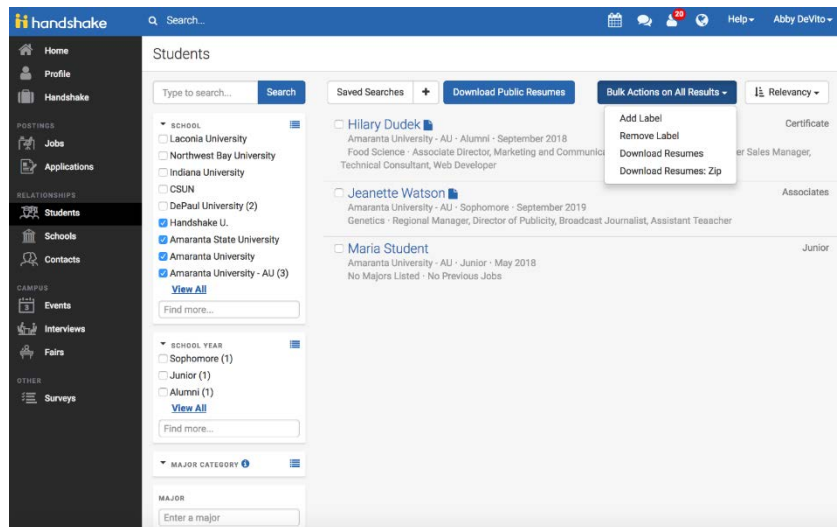 handshake
Search...
20
Help
Abby DeVito
Home
Profile
Handshake
POSTINGS
Jobs
Applications
RELATIONSHIPS
Students
Schools
Contacts
CAMPUS
3
Events
Interviews
Fairs
OTHER
Surveys
Students
Type to search...
Search
SCHOOL
Laconia University
Northwest Bay University
Indiana University
CSUN
DePaul University (2)
Handshake U.
Amaranta State University
Amaranta University
Amaranta University - AU (3)
View All
Find more...
SCHOOL YEAR
Sophomore (1)
Junior (1)
Alumni (1)
View All
Find more...
MAJOR CATEGORY
MAJOR
Enter a major
Saved Searches +
Download Public Resumes
Bulk Actions on All Results
Relevancy
Add Label
Remove Label
Download Resumes
Download Resumes: Zip
Hilary Dudek
Certificate
Amaranta University - AU · Alumni · September 2018
Food Science · Associate Director, Marketing and er Sales Manager,
Technical Consultant, Web Developer
Jeanette Watson
Associates
Amaranta University - AU · Sophomore · September 2019
Genetics · Regional Manager, Director of Publicity, Broadcast Journalist, Assistant Teaacher
Maria Student
Junior
Amaranta University - AU · Junior · May 2018
No Majors Listed · No Previous Jobs